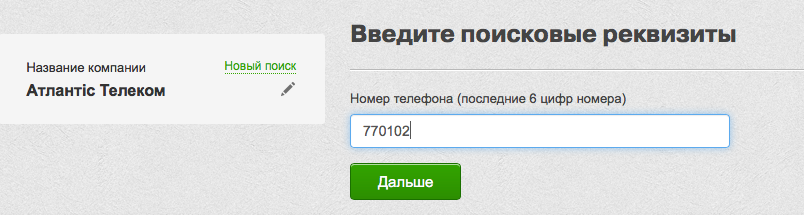 Введите поисковые реквизиты
Название компании
Новый поиск
Атлантіс Телеком
Номер телефона (последние 6 цифр номера)
770102
Дальше